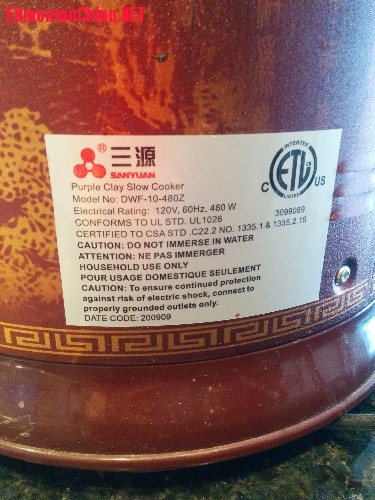 EdmontonChina.NET
® 三源
SANYUAN
INTERTEK
C ETL US
LISTED
Purple Clay Slow Cooker
Model No: DWF-10-480Z
Electrical Rating: 120V, 60Hz, 480 W
3099089
CONFORMS TO UL STD. UL1026
CERTIFIED TO CSA STD .C22.2 NO. 1335.1 & 1335.2.15
CAUTION: DO NOT IMMERSE IN WATER
ATTENTION: NE PAS IMMERGER
HOUSEHOLD USE ONLY
POUR USAGE DOMESTIQUE SEULEMENT
CAUTION: To ensure continued protection
against risk of electric shock, connect to
properly grounded outlets only.
DATE CODE: 200909